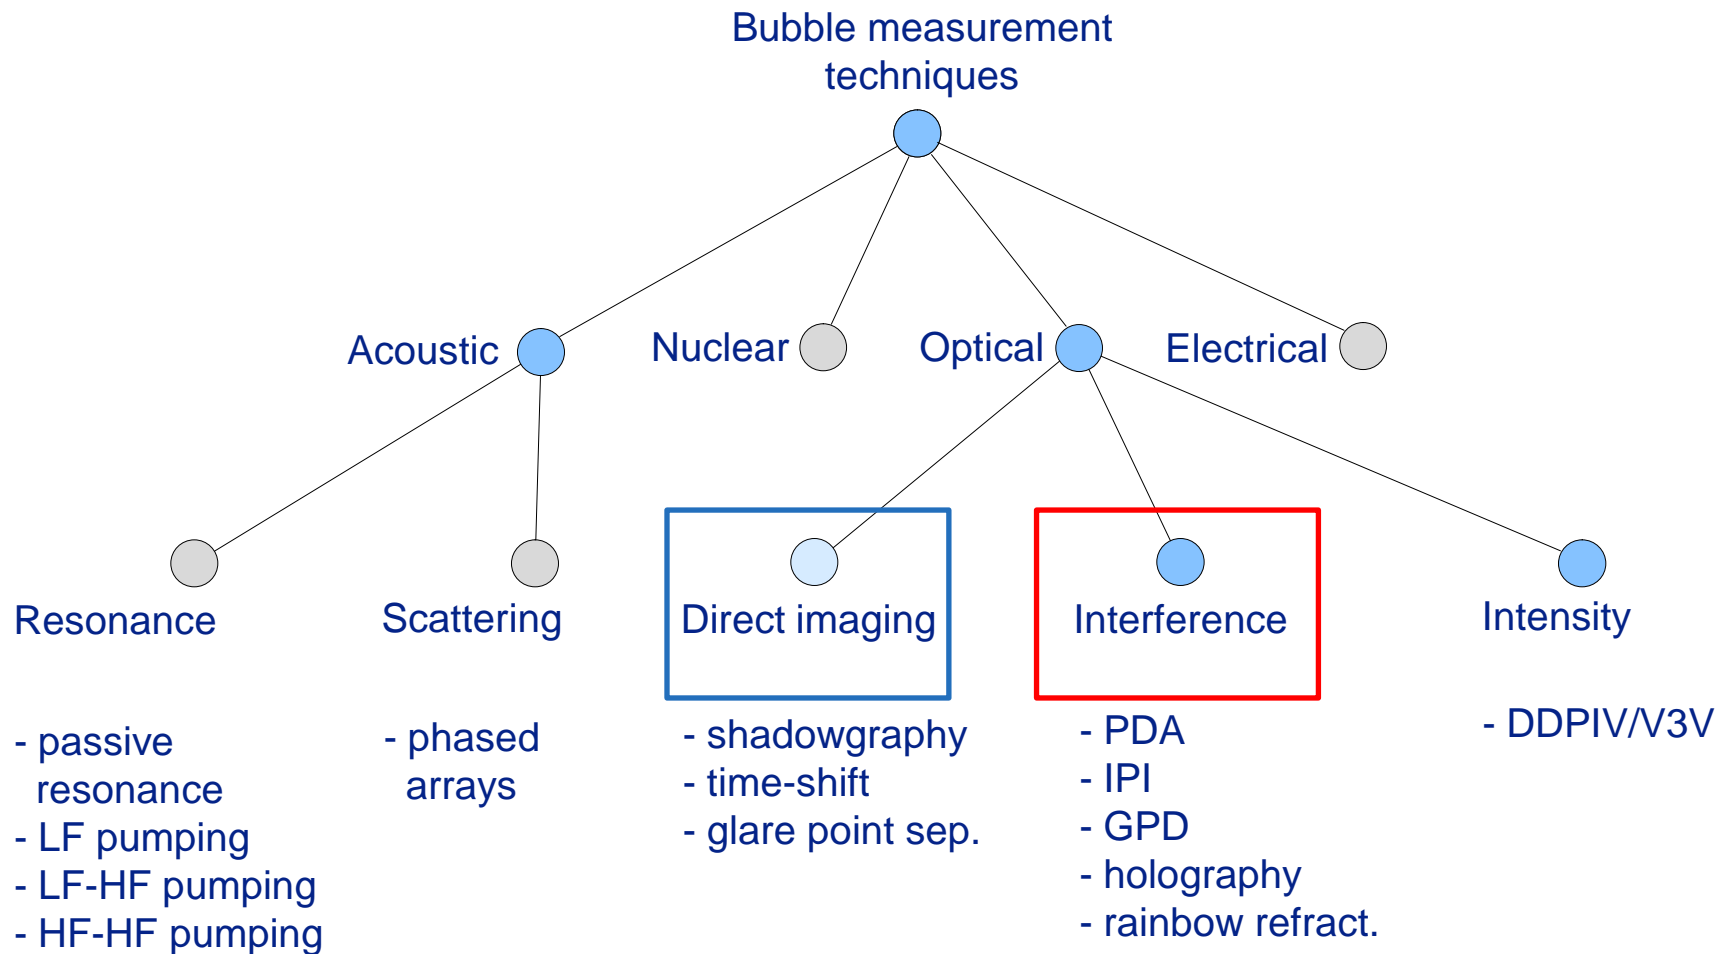 Bubble measurement
techniques
Acoustic
Nuclear
Optical
Electrical
Resonance
Scattering
Direct imaging
Interference
Intensity
- passive
resonance
- LF pumping
- LF-HF pumping
- HF-HF pumping
- phased
arrays
- shadowgraphy
- time-shift
- glare point sep.
- PDA
- IPI
- GPD
- holography
- rainbow refract.
- DDPIV/V3V